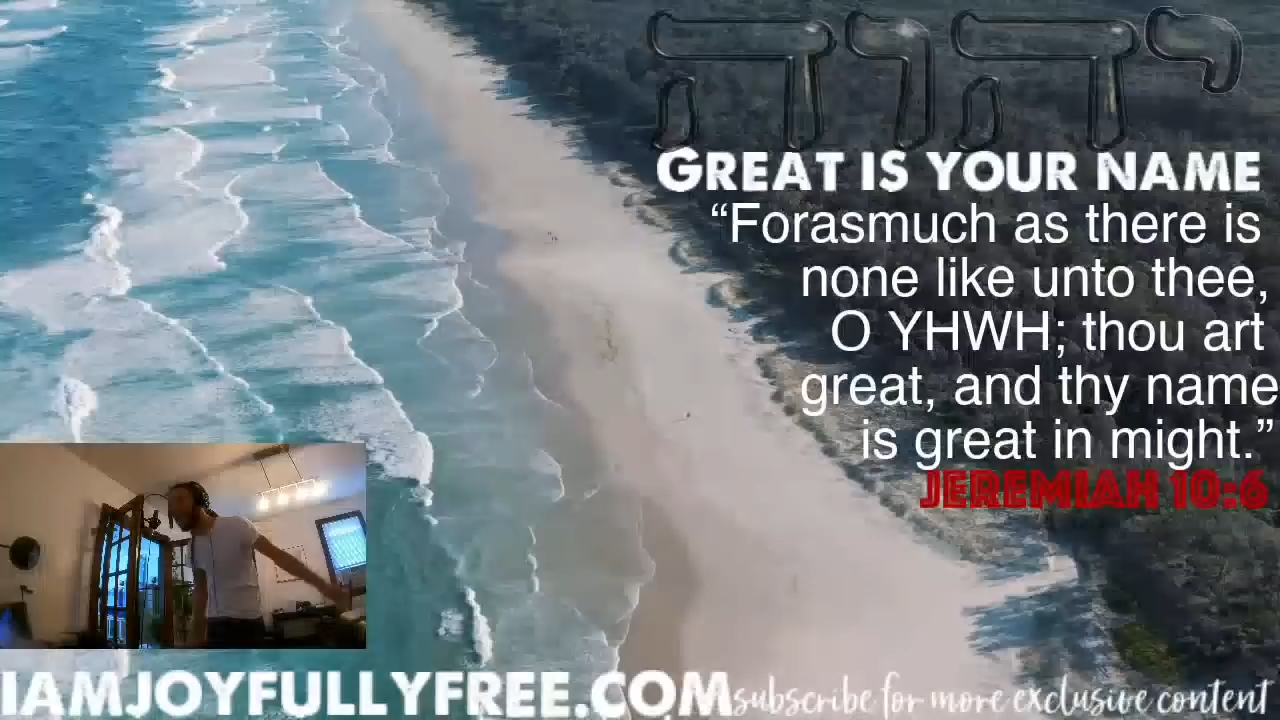 יהוה
GREAT IS YOUR NAME
“Forasmuch as there is
none like unto thee,
O YHWH; thou art
great, and thy name
is great in might.”
JEREMIAH 10:6
IAMJOYFULLYFREE.COM
subscribe for more exclusive content